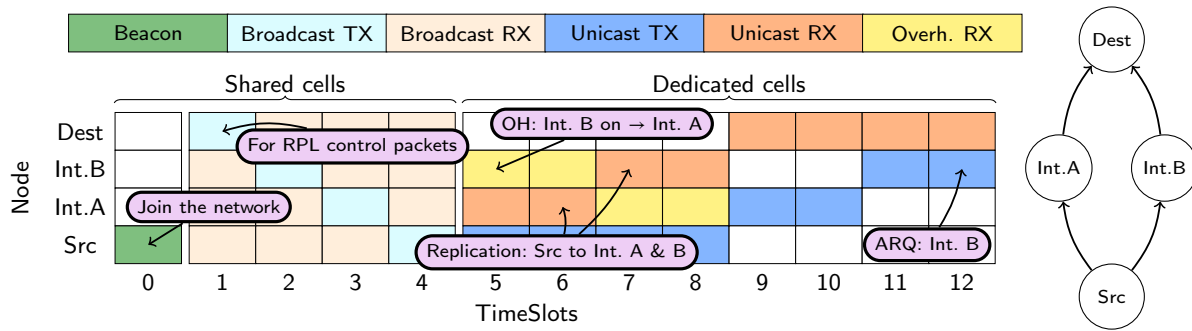 Beacon Broadcast TX Broadcast RX Unicast TX Unicast RX Overh. RX
Shared cells Dedicated cells
Node
Dest
Int.B
Int.A
Src
OH: Int. B on → Int. A
For RPL control packets
Join the network
Replication: Src to Int. A & B
ARQ: Int. B
0 1 2 3 4 5 6 7 8 9 10 11 12
TimeSlots
Dest
Int.A Int.B
Src